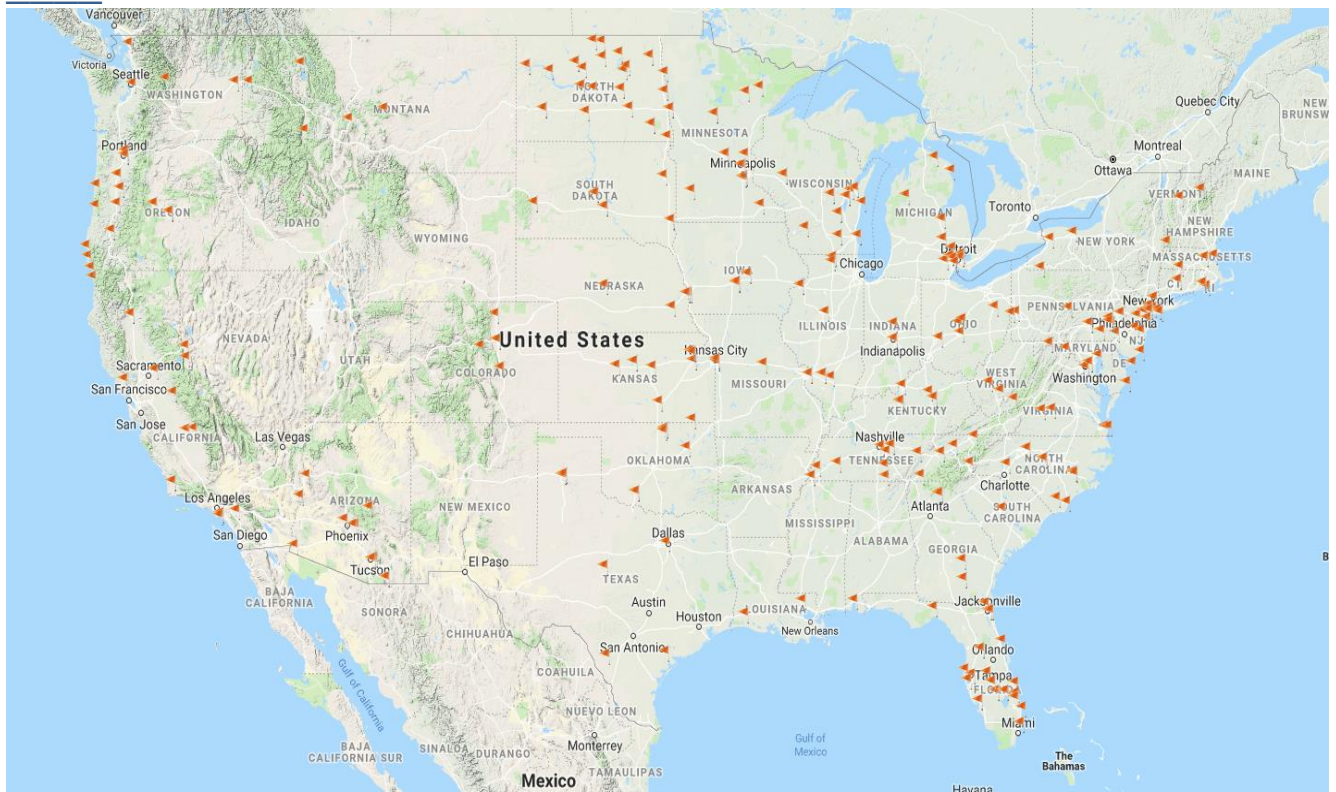 Vancouver
Victoria
Seattle
WASHINGTON
MONTANA
NORTH
DAKOTA
MINNESOTA
Quebec City
NEW
BRUNSW
Portland
Minneapolis
Montreal
Ottawa
MAINE
OREGON
IDAHO
SOUTH
DAKOTA
WISCONSIN
MICHIGAN
Toronto
VERMONT
NEW
HAMPSHIRE
WYOMING
Detroit
NEW YORK
MASSACHUSETTS
Chicago
IOWA
NEBRASKA
CT
RI
PENNSYLVANIA
New York
NEVADA
UTAH
United States
ILLINOIS
INDIANA
OHIO
Philadelphia
Indianapolis
MARYLAND
NJ
Sacramento
COLORADO
KANSAS
Kansas City
MISSOURI
WEST
VIRGINIA
DE
Washington
San Francisco
San Jose
CALIFORNIA
Las Vegas
KENTUCKY
VIRGINIA
Nashville
TENNESSEE
OKLAHOMA
NORTH
CAROLINA
Charlotte
Los Angeles
ARIZONA
NEW MEXICO
ARKANSAS
Atlanta
SOUTH
CAROLINA
San Diego
Phoenix
Dallas
MISSISSIPPI
ALABAMA
GEORGIA
Tucson
El Paso
TEXAS
BAJA
CALIFORNIA
SONORA
Austin
Houston
LOUISIANA
Jacksonville
CHIHUAHUA
San Antonio
New Orleans
Orlando
Gulf of California
COAHUILA
Tampa
FLORIDA
NUEVO LEON
Miami
BAJA
CALIFORNIA SUR
SINALOA
DURANGO
Monterrey
Gulf of
Mexico
The
Bahamas
Mexico
TAMAULIPAS
Havana
B